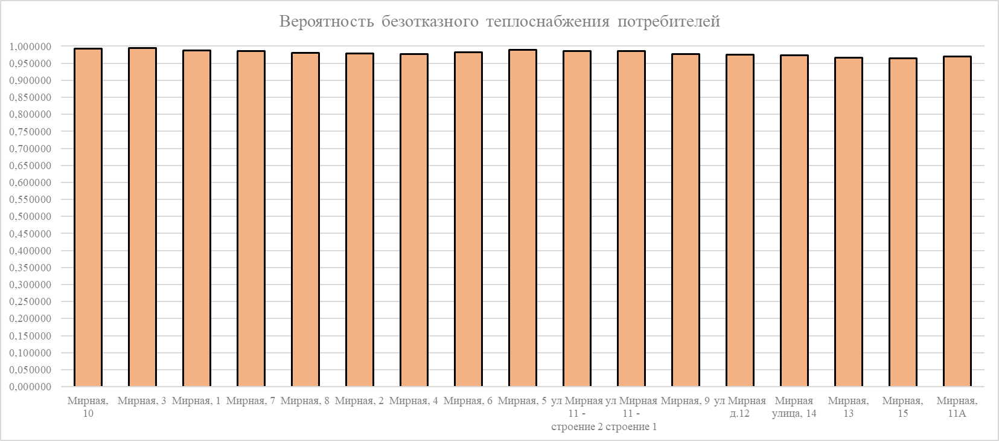 Вероятность безотказного теплоснабжения потребителей
1,000000
0,950000
0,900000
0,850000
0,800000
0,750000
0,700000
0,650000
0,600000
0,550000
0,500000
0,450000
0,400000
0,350000
0,300000
0,250000
0,200000
0,150000
0,100000
0,050000
0,000000
Мирная,
10
Мирная, 3
Мирная, 1
Мирная, 7
Мирная, 8
Мирная, 2
Мирная, 4
Мирная, 6
Мирная, 5
ул Мирная
11 -
строение 2
ул Мирная
11 -
строение 1
Мирная, 9
ул Мирная
д.12
Мирная
улица, 14
Мирная,
13
Мирная,
15
Мирная,
11А